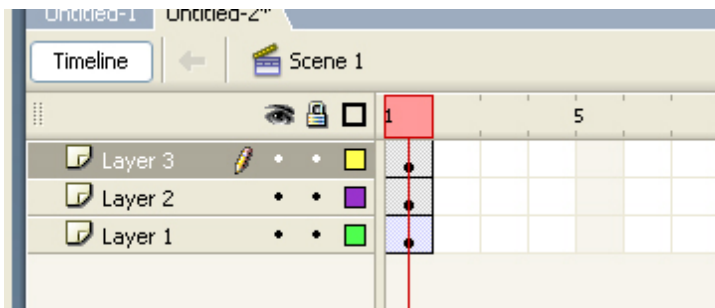 Untitled-1 Untitled-2*
Timeline Scene 1
1 5
Layer 3
Layer 2
Layer 1